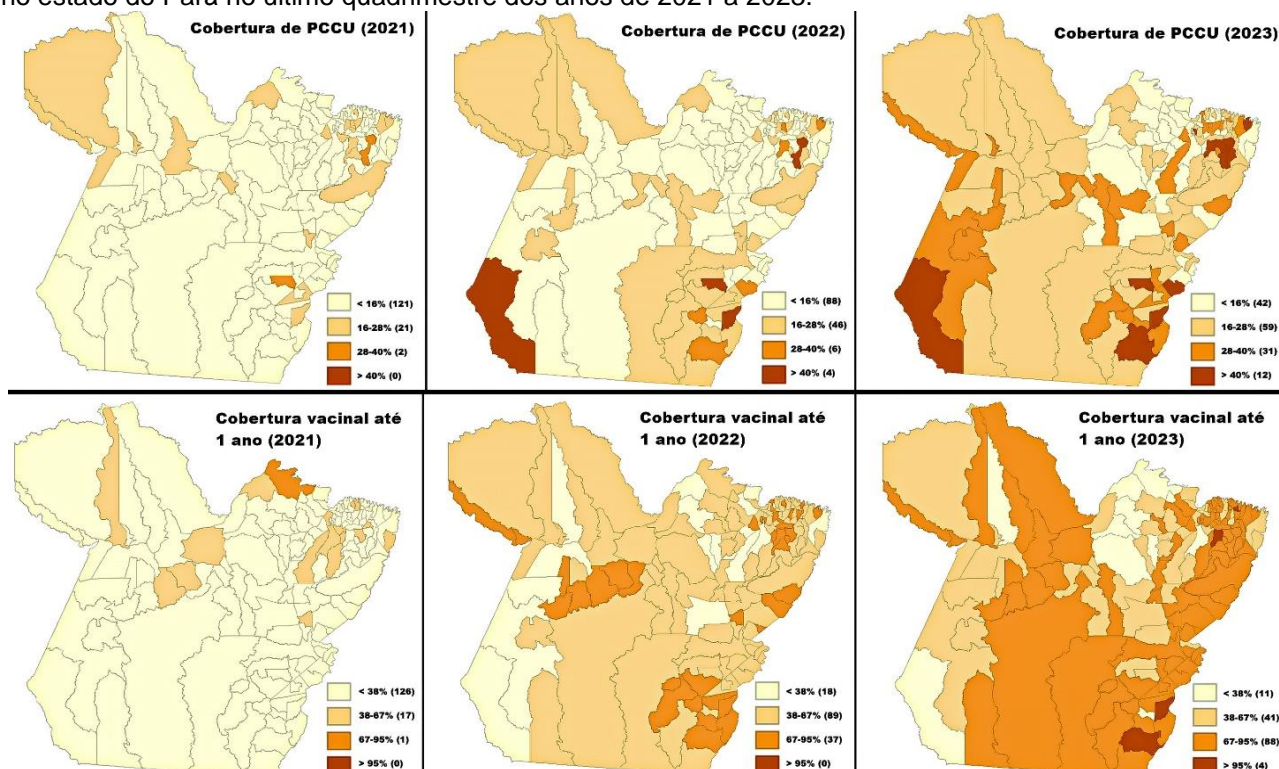 no estado do Pará no último quadrimestre dos anos de 2021 a 2023.
Cobertura de PCCU (2021)
< 16% (121)
16-28% (21)
28-40% (2)
> 40% (0)
Cobertura de PCCU (2022)
< 16% (88)
16-28% (46)
28-40% (6)
> 40% (4)
Cobertura de PCCU (2023)
< 16% (42)
16-28% (59)
28-40% (31)
> 40% (12)
Cobertura vacinal até
1 ano (2021)
< 38% (126)
38-67% (17)
67-95% (1)
> 95% (0)
Cobertura vacinal até
1 ano (2022)
< 38% (18)
38-67% (89)
67-95% (37)
> 95% (0)
Cobertura vacinal até
1 ano (2023)
< 38% (11)
38-67% (41)
67-95% (88)
> 95% (4)